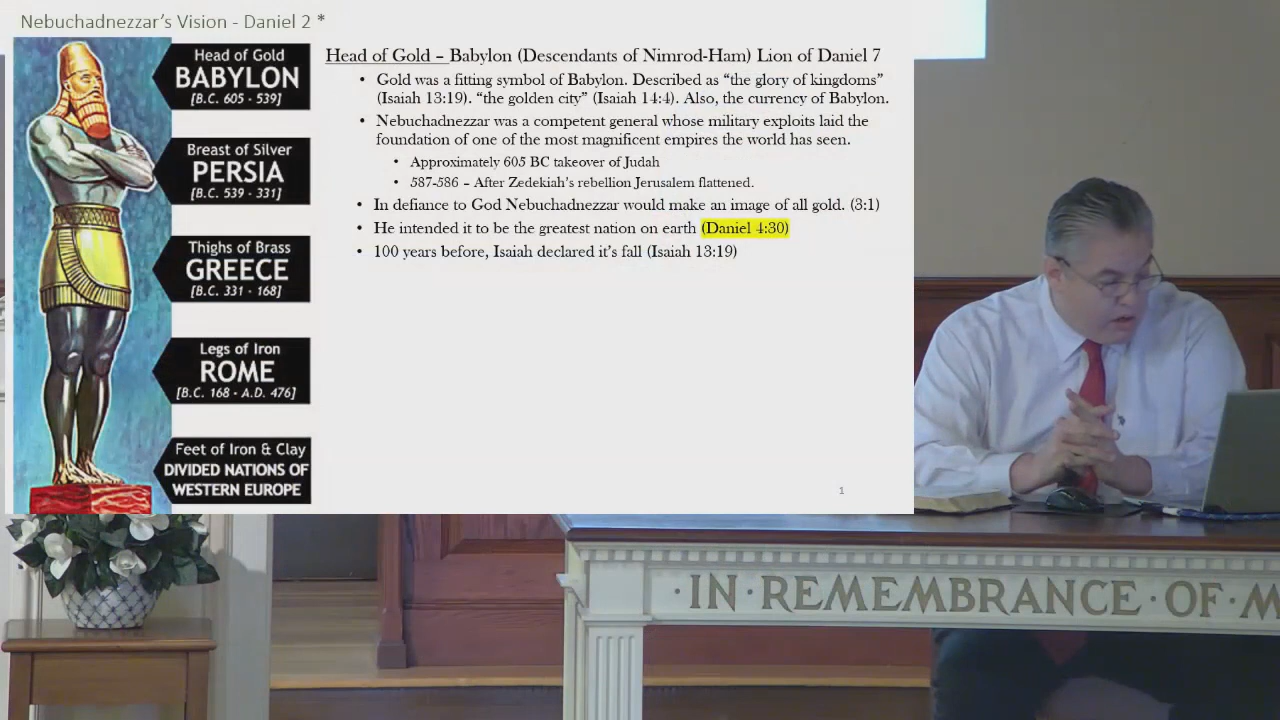 Nebuchadnezzar's Vision - Daniel 2 *
Head of Gold
BABYLON
[B.C. 605 - 539]
Breast of Silver
PERSIA
[B.C. 539 - 331]
Thighs of Brass
GREECE
[B.C. 331 - 168]
Legs of Iron
ROME
[B.C. 168 - A.D. 476]
Feet of Iron & Clay
DIVIDED NATIONS OF
WESTERN EUROPE
Head of Gold – Babylon (Descendants of Nimrod-Ham) Lion of Daniel 7
• Gold was a fitting symbol of Babylon. Described as “the glory of kingdoms”
(Isaiah 13:19). “the golden city” (Isaiah 14:4). Also, the currency of Babylon.
• Nebuchadnezzar was a competent general whose military exploits laid the
foundation of one of the most magnificent empires the world has seen.
• Approximately 605 BC takeover of Judah
• 587-586 – After Zedekiah’s rebellion Jerusalem flattened.
• In defiance to God Nebuchadnezzar would make an image of all gold. (3:1)
• He intended it to be the greatest nation on earth (Daniel 4:30)
• 100 years before, Isaiah declared it’s fall (Isaiah 13:19)
1
·IN·REMEMBRANCE·OF·M